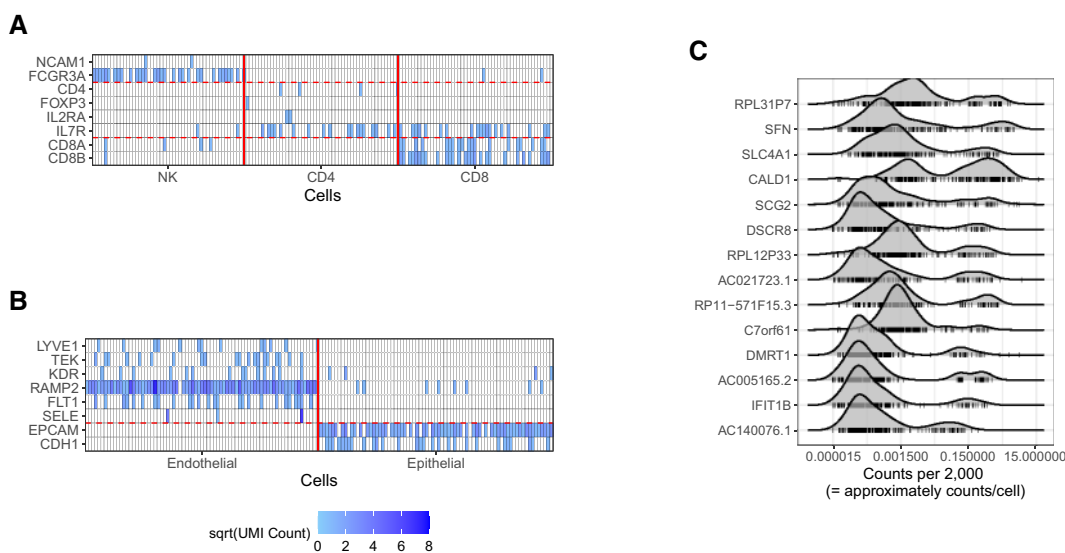 A
NCAM1
FCGR3A
CD4
FOXP3
IL2RA
IL7R
CD8A
CD8B
NK
CD4
CD8
Cells
B
LYVE1
TEK
KDR
RAMP2
FLT1
SELE
EPCAM
CDH1
Endothelial
Epithelial
Cells
sqrt(UMI Count)
0 2 4 6 8
C
RPL31P7
SFN
SLC4A1
CALD1
SCG2
DSCR8
RPL12P33
AC021723.1
RP11−571F15.3
C7orf61
DMRT1
AC005165.2
IFIT1B
AC140076.1
0.000015 0.001500 0.150000 15.000000
Counts per 2,000
(= approximately counts/cell)